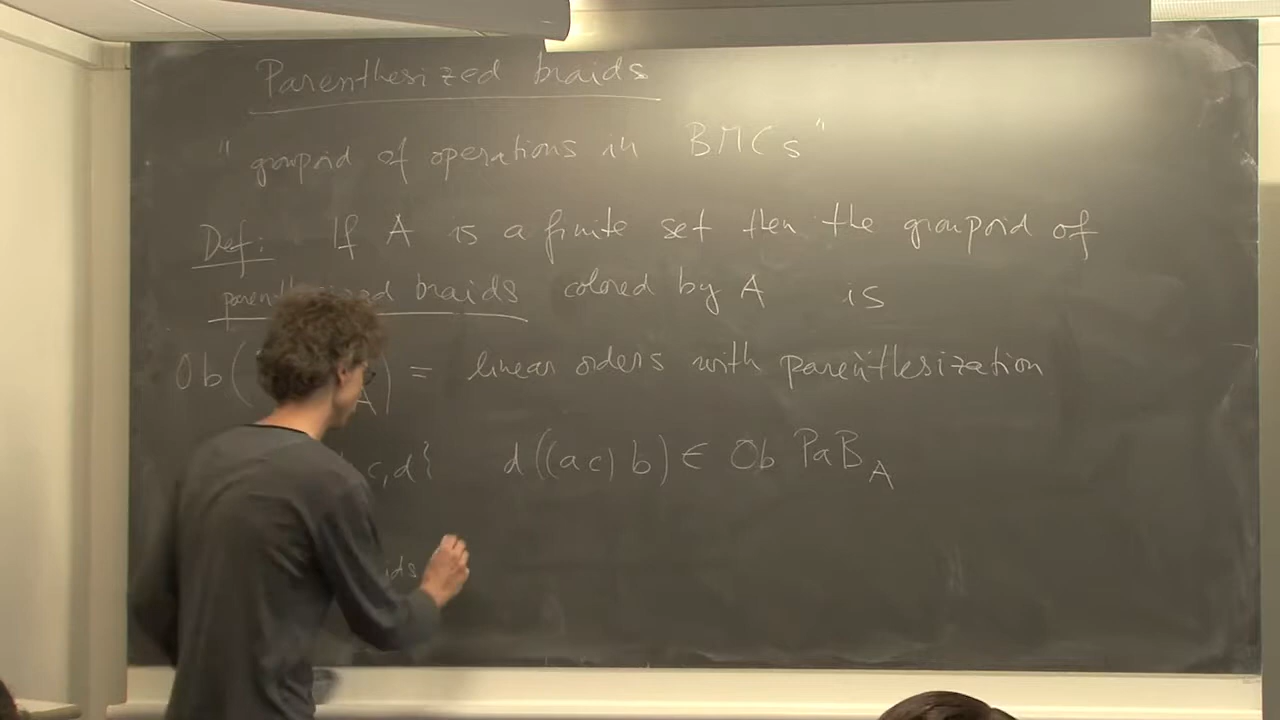 Parenthesized braids
"groupoid of operations in BMCs"
Def: If A is a finite set then the groupoid of
parenthesized braids colored by A is
Ob( A) = linear orders with parenthesization
c,d} d((ac)b) ∈ Ob PaB_A
ids